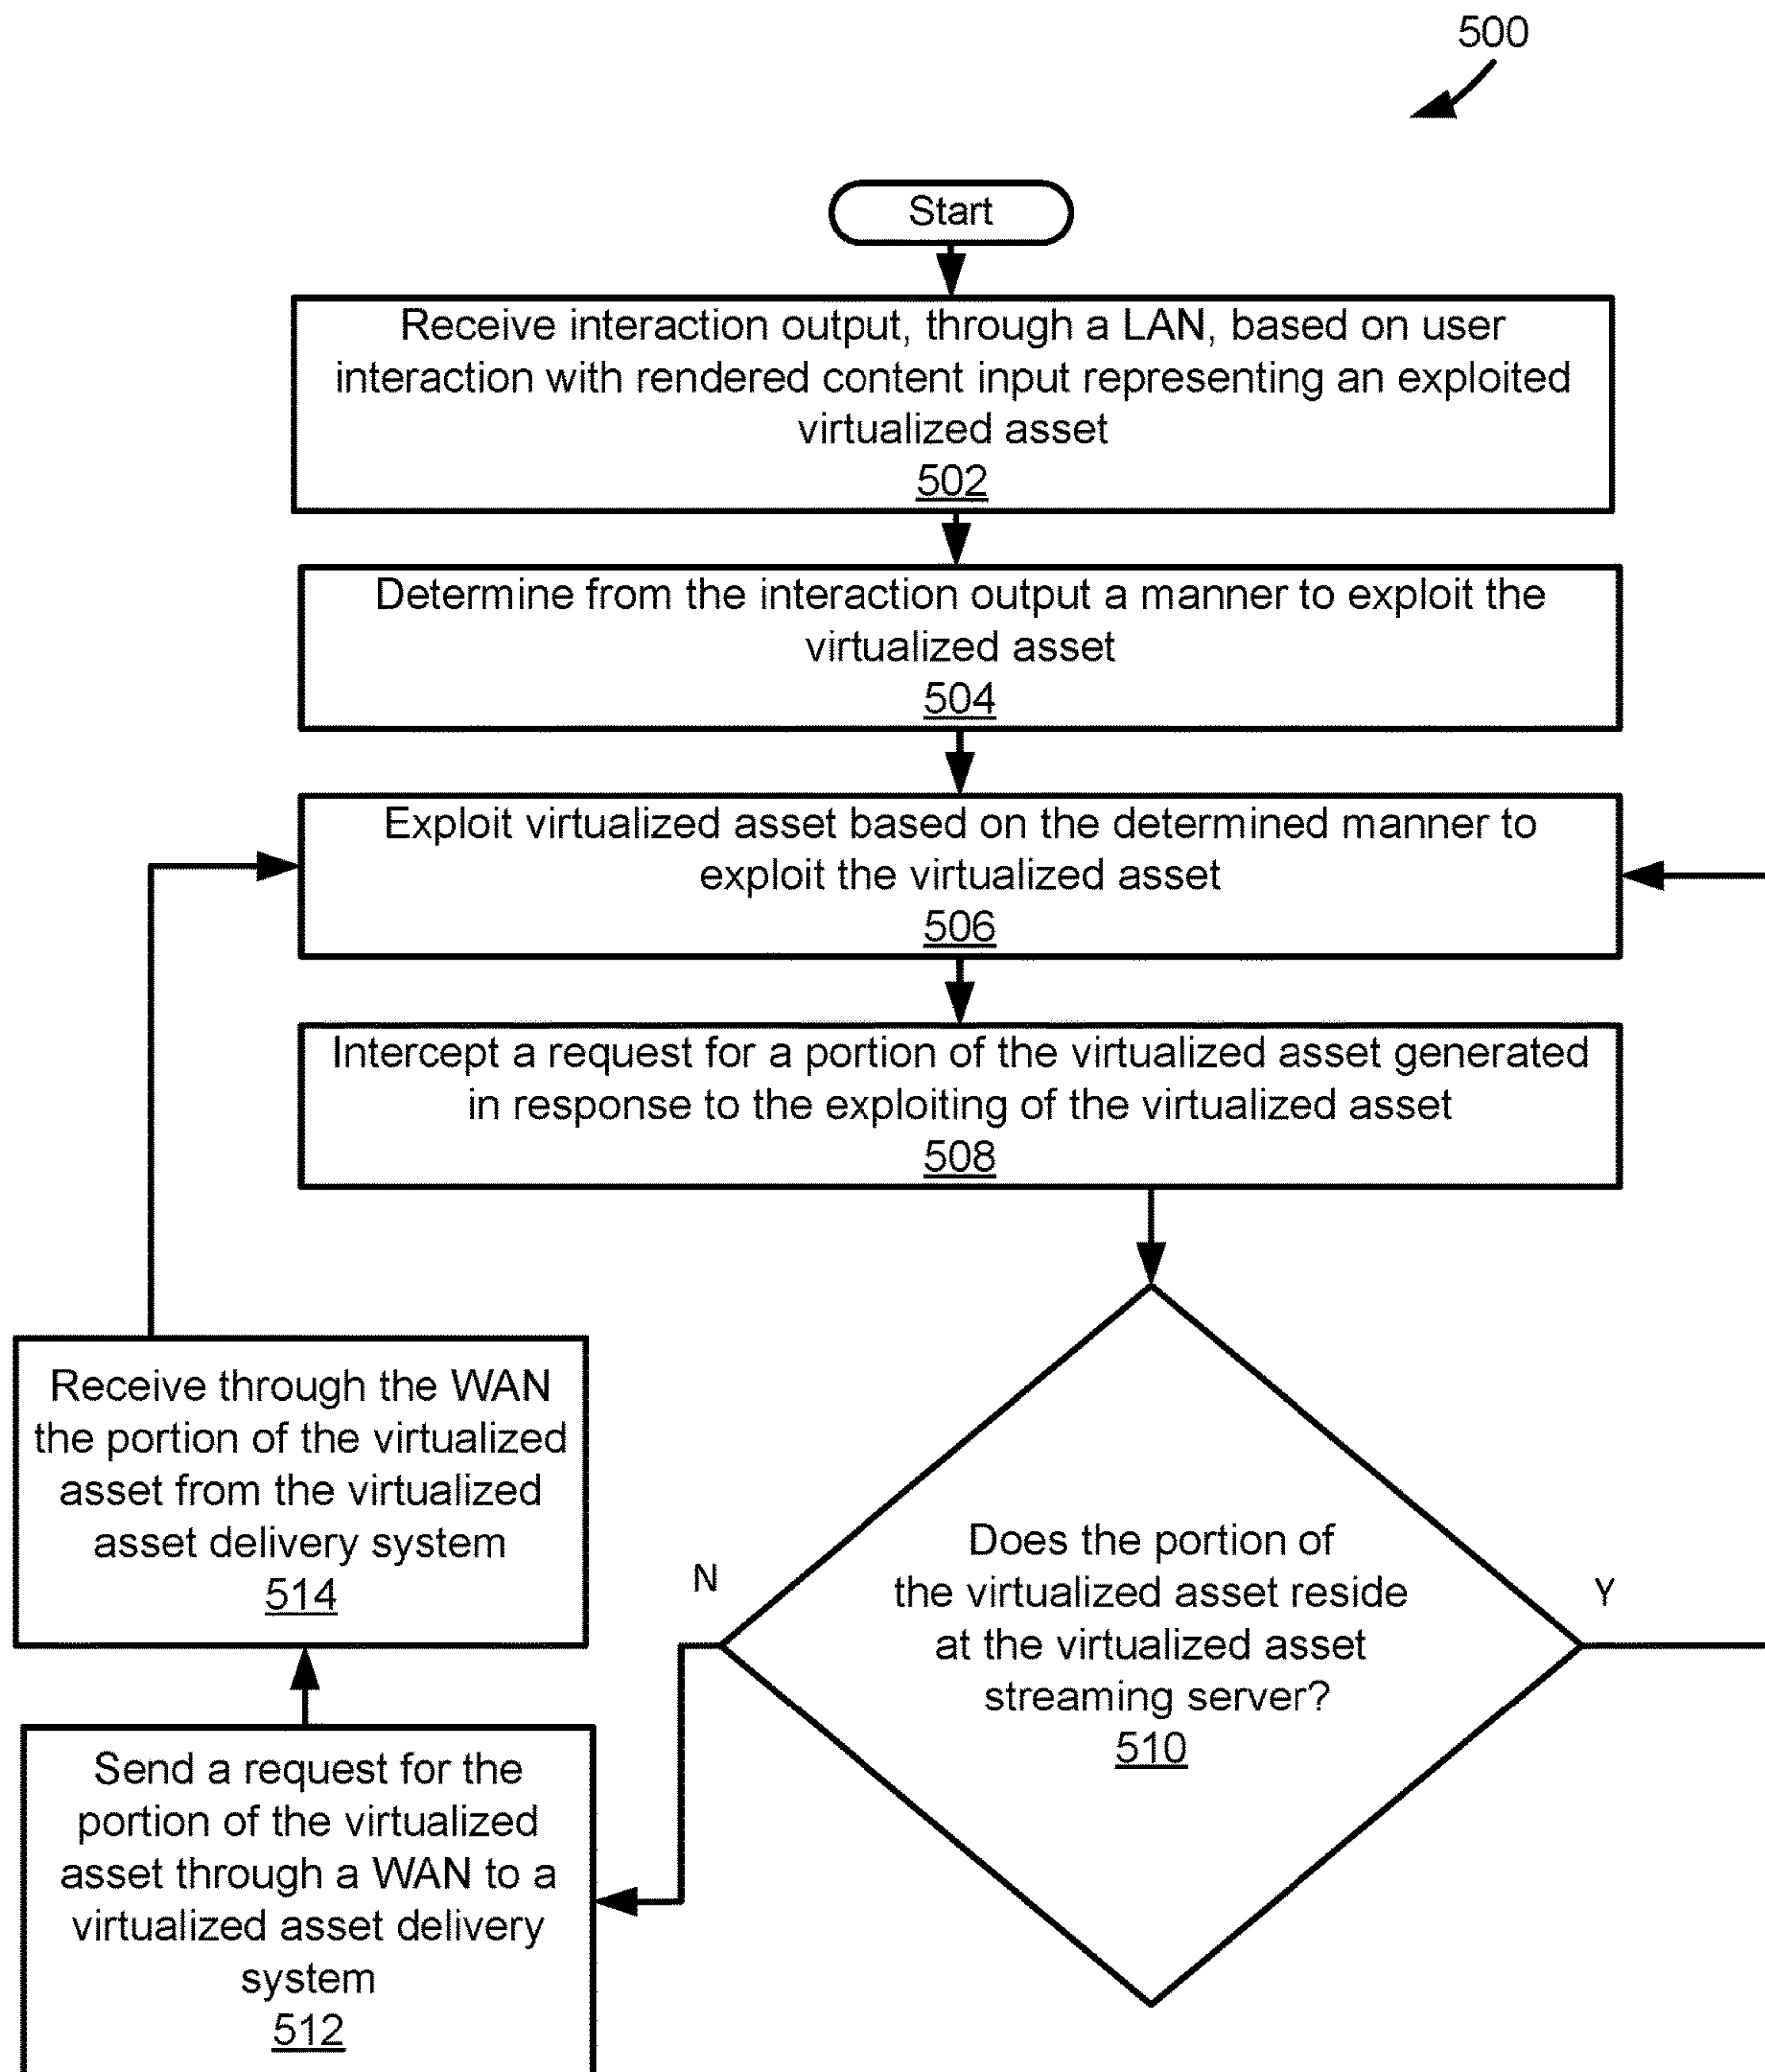 500
Start
Receive interaction output, through a LAN, based on user
interaction with rendered content input representing an exploited
virtualized asset
502
Determine from the interaction output a manner to exploit the
virtualized asset
504
Exploit virtualized asset based on the determined manner to
exploit the virtualized asset
506
Intercept a request for a portion of the virtualized asset generated
in response to the exploiting of the virtualized asset
508
Does the portion of
the virtualized asset reside
at the virtualized asset
streaming server?
510
N
Y
Send a request for the
portion of the virtualized
asset through a WAN to a
virtualized asset delivery
system
512
Receive through the WAN
the portion of the virtualized
asset from the virtualized
asset delivery system
514